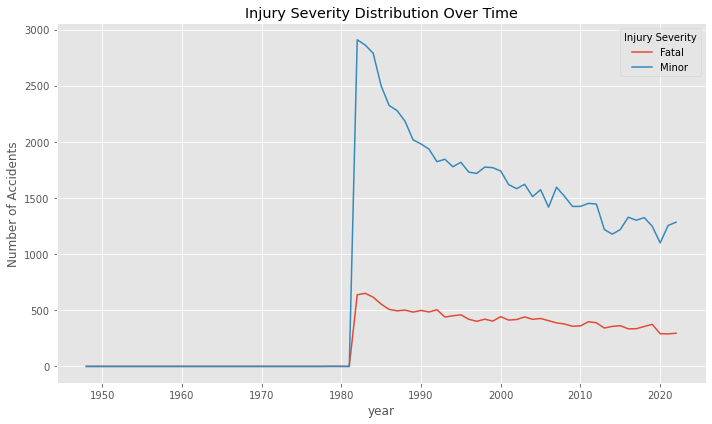 Injury Severity Distribution Over Time
Injury Severity
Fatal
Minor
Number of Accidents
3000
2500
2000
1500
1000
500
0
1950
1960
1970
1980
1990
2000
2010
2020
year